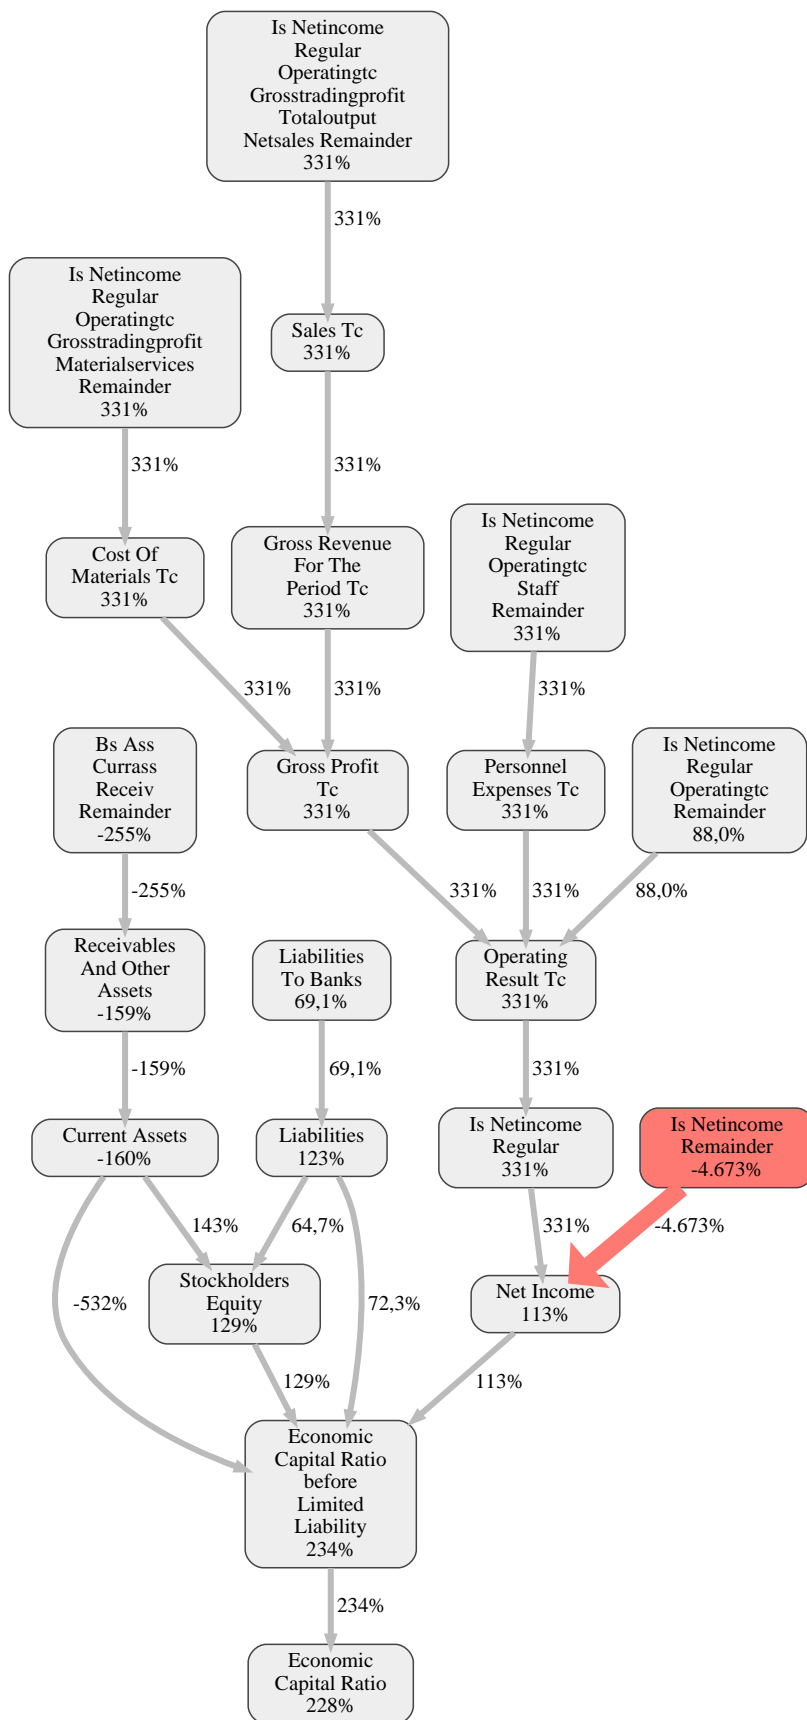 Is Netincome
Regular
Operatingtc
Grosstradingprofit
Totaloutput
Netsales Remainder
331%
331%
Is Netincome
Regular
Operatingtc
Grosstradingprofit
Materialservices
Remainder
331%
Sales Tc
331%
331%
331%
Cost Of
Materials Tc
331%
Gross Revenue
For The
Period Tc
331%
Is Netincome
Regular
Operatingtc
Staff
Remainder
331%
331%
331%
331%
Bs Ass
Currass
Receiv
Remainder
-255%
Gross Profit
Tc
331%
Personnel
Expenses Tc
331%
Is Netincome
Regular
Operatingtc
Remainder
88,0%
-255%
331%
331%
88,0%
Receivables
And Other
Assets
-159%
Liabilities
To Banks
69,1%
Operating
Result Tc
331%
-159%
69,1%
331%
Current Assets
-160%
Liabilities
123%
Is Netincome
Regular
331%
Is Netincome
Remainder
-4.673%
143%
64,7%
331%
-4.673%
Stockholders
Equity
129%
Net Income
113%
-532%
72,3%
129%
113%
Economic
Capital Ratio
before
Limited
Liability
234%
234%
Economic
Capital Ratio
228%